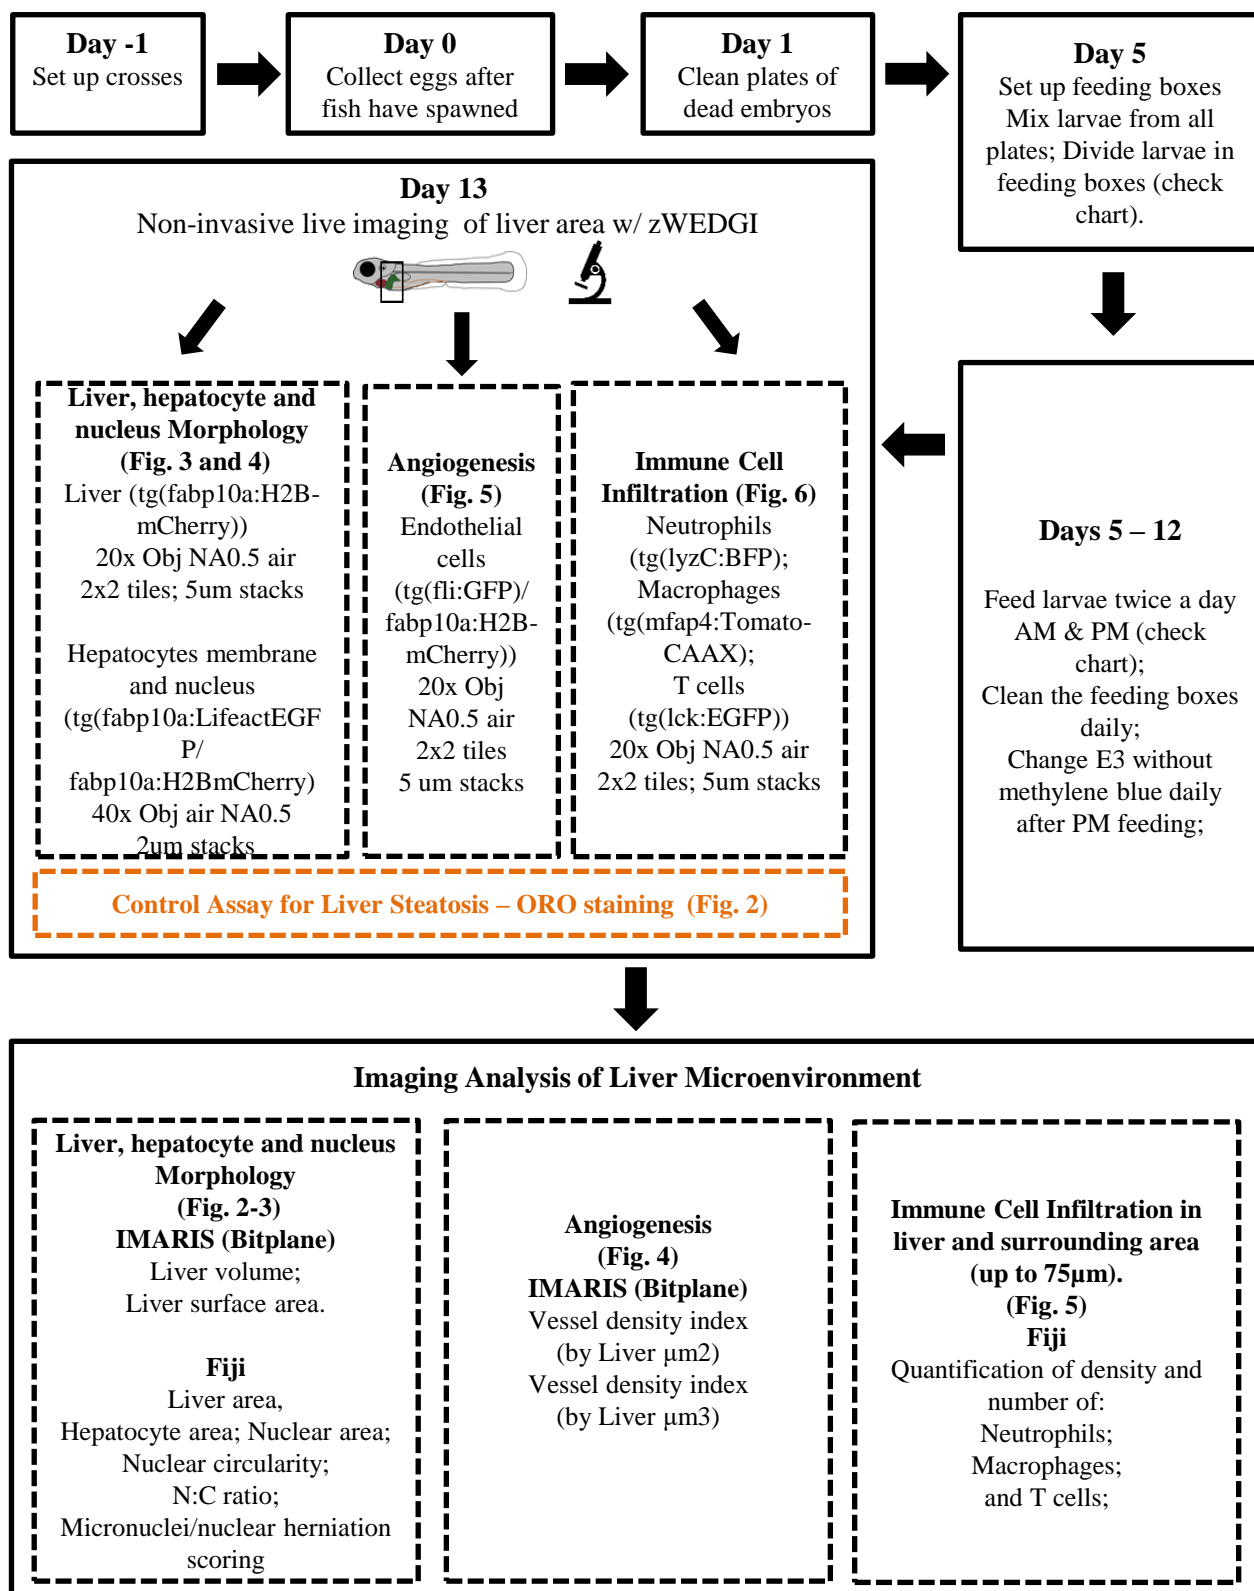 Day -1
Set up crosses
Day 0
Collect eggs after
fish have spawned
Day 1
Clean plates of
dead embryos
Day 5
Set up feeding boxes
Mix larvae from all
plates; Divide larvae in
feeding boxes (check
chart).
Days 5 – 12
Feed larvae twice a day
AM & PM (check
chart);
Clean the feeding boxes
daily;
Change E3 without
methylene blue daily
after PM feeding;
Day 13
Non-invasive live imaging of liver area w/ zWEDGI
Liver, hepatocyte and
nucleus Morphology
(Fig. 3 and 4)
Liver (tg(fabp10a:H2B-
mCherry))
20x Obj NA0.5 air
2x2 tiles; 5um stacks
Hepatocytes membrane
and nucleus
(tg(fabp10a:LifeactEGF
P/
fabp10a:H2BmCherry)
40x Obj air NA0.5
2um stacks
Angiogenesis
(Fig. 5)
Endothelial
cells
(tg(fli:GFP)/
fabp10a:H2B-
mCherry))
20x Obj
NA0.5 air
2x2 tiles
5 um stacks
Immune Cell
Infiltration (Fig. 6)
Neutrophils
(tg(lyzC:BFP);
Macrophages
(tg(mfap4:Tomato-
CAAX);
T cells
(tg(lck:EGFP))
20x Obj NA0.5 air
2x2 tiles; 5um stacks
Control Assay for Liver Steatosis – ORO staining (Fig. 2)
Imaging Analysis of Liver Microenvironment
Liver, hepatocyte and nucleus
Morphology
(Fig. 2-3)
IMARIS (Bitplane)
Liver volume;
Liver surface area.
Fiji
Liver area,
Hepatocyte area; Nuclear area;
Nuclear circularity;
N:C ratio;
Micronuclei/nuclear herniation
scoring
Angiogenesis
(Fig. 4)
IMARIS (Bitplane)
Vessel density index
(by Liver µm2)
Vessel density index
(by Liver µm3)
Immune Cell Infiltration in
liver and surrounding area
(up to 75µm).
(Fig. 5)
Fiji
Quantification of density and
number of:
Neutrophils;
Macrophages;
and T cells;